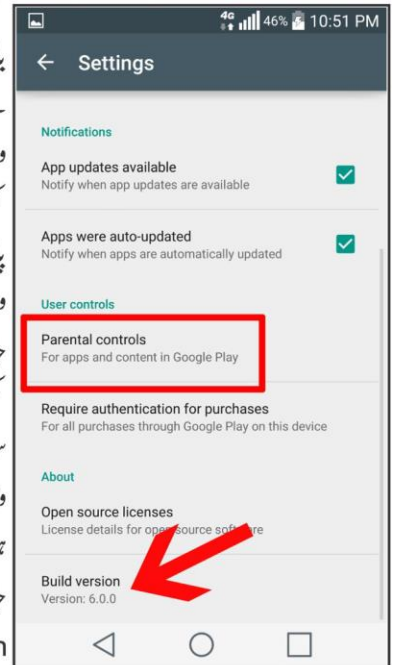 4G 46% 10:51 PM
Settings
Notifications
App updates available
Notify when app updates are available
Apps were auto-updated
Notify when apps are automatically updated
User controls
Parental controls
For apps and content in Google Play
Require authentication for purchases
For all purchases through Google Play on this device
About
Open source licenses
License details for open source software
Build version
Version: 6.0.0